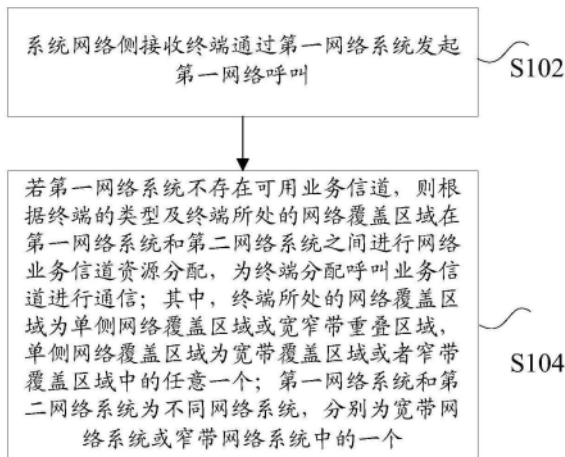 系统网络侧接收终端通过第一网络系统发起
第一网络呼叫
S102
若第一网络系统不存在可用业务信道，则根
据终端的类型及终端所处的网络覆盖区域在
第一网络系统和第二网络系统之间进行网络
业务信道资源分配，为终端分配呼叫业务信
道进行通信；其中，终端所处的网络覆盖区
域为单侧网络覆盖区域或宽窄带重叠区域，
单侧网络覆盖区域为宽带覆盖区域或者窄带
覆盖区域中的任意一个；第一网络系统和第
二网络系统为不同网络系统，分别为宽带网
络系统或窄带网络系统中的一个
S104